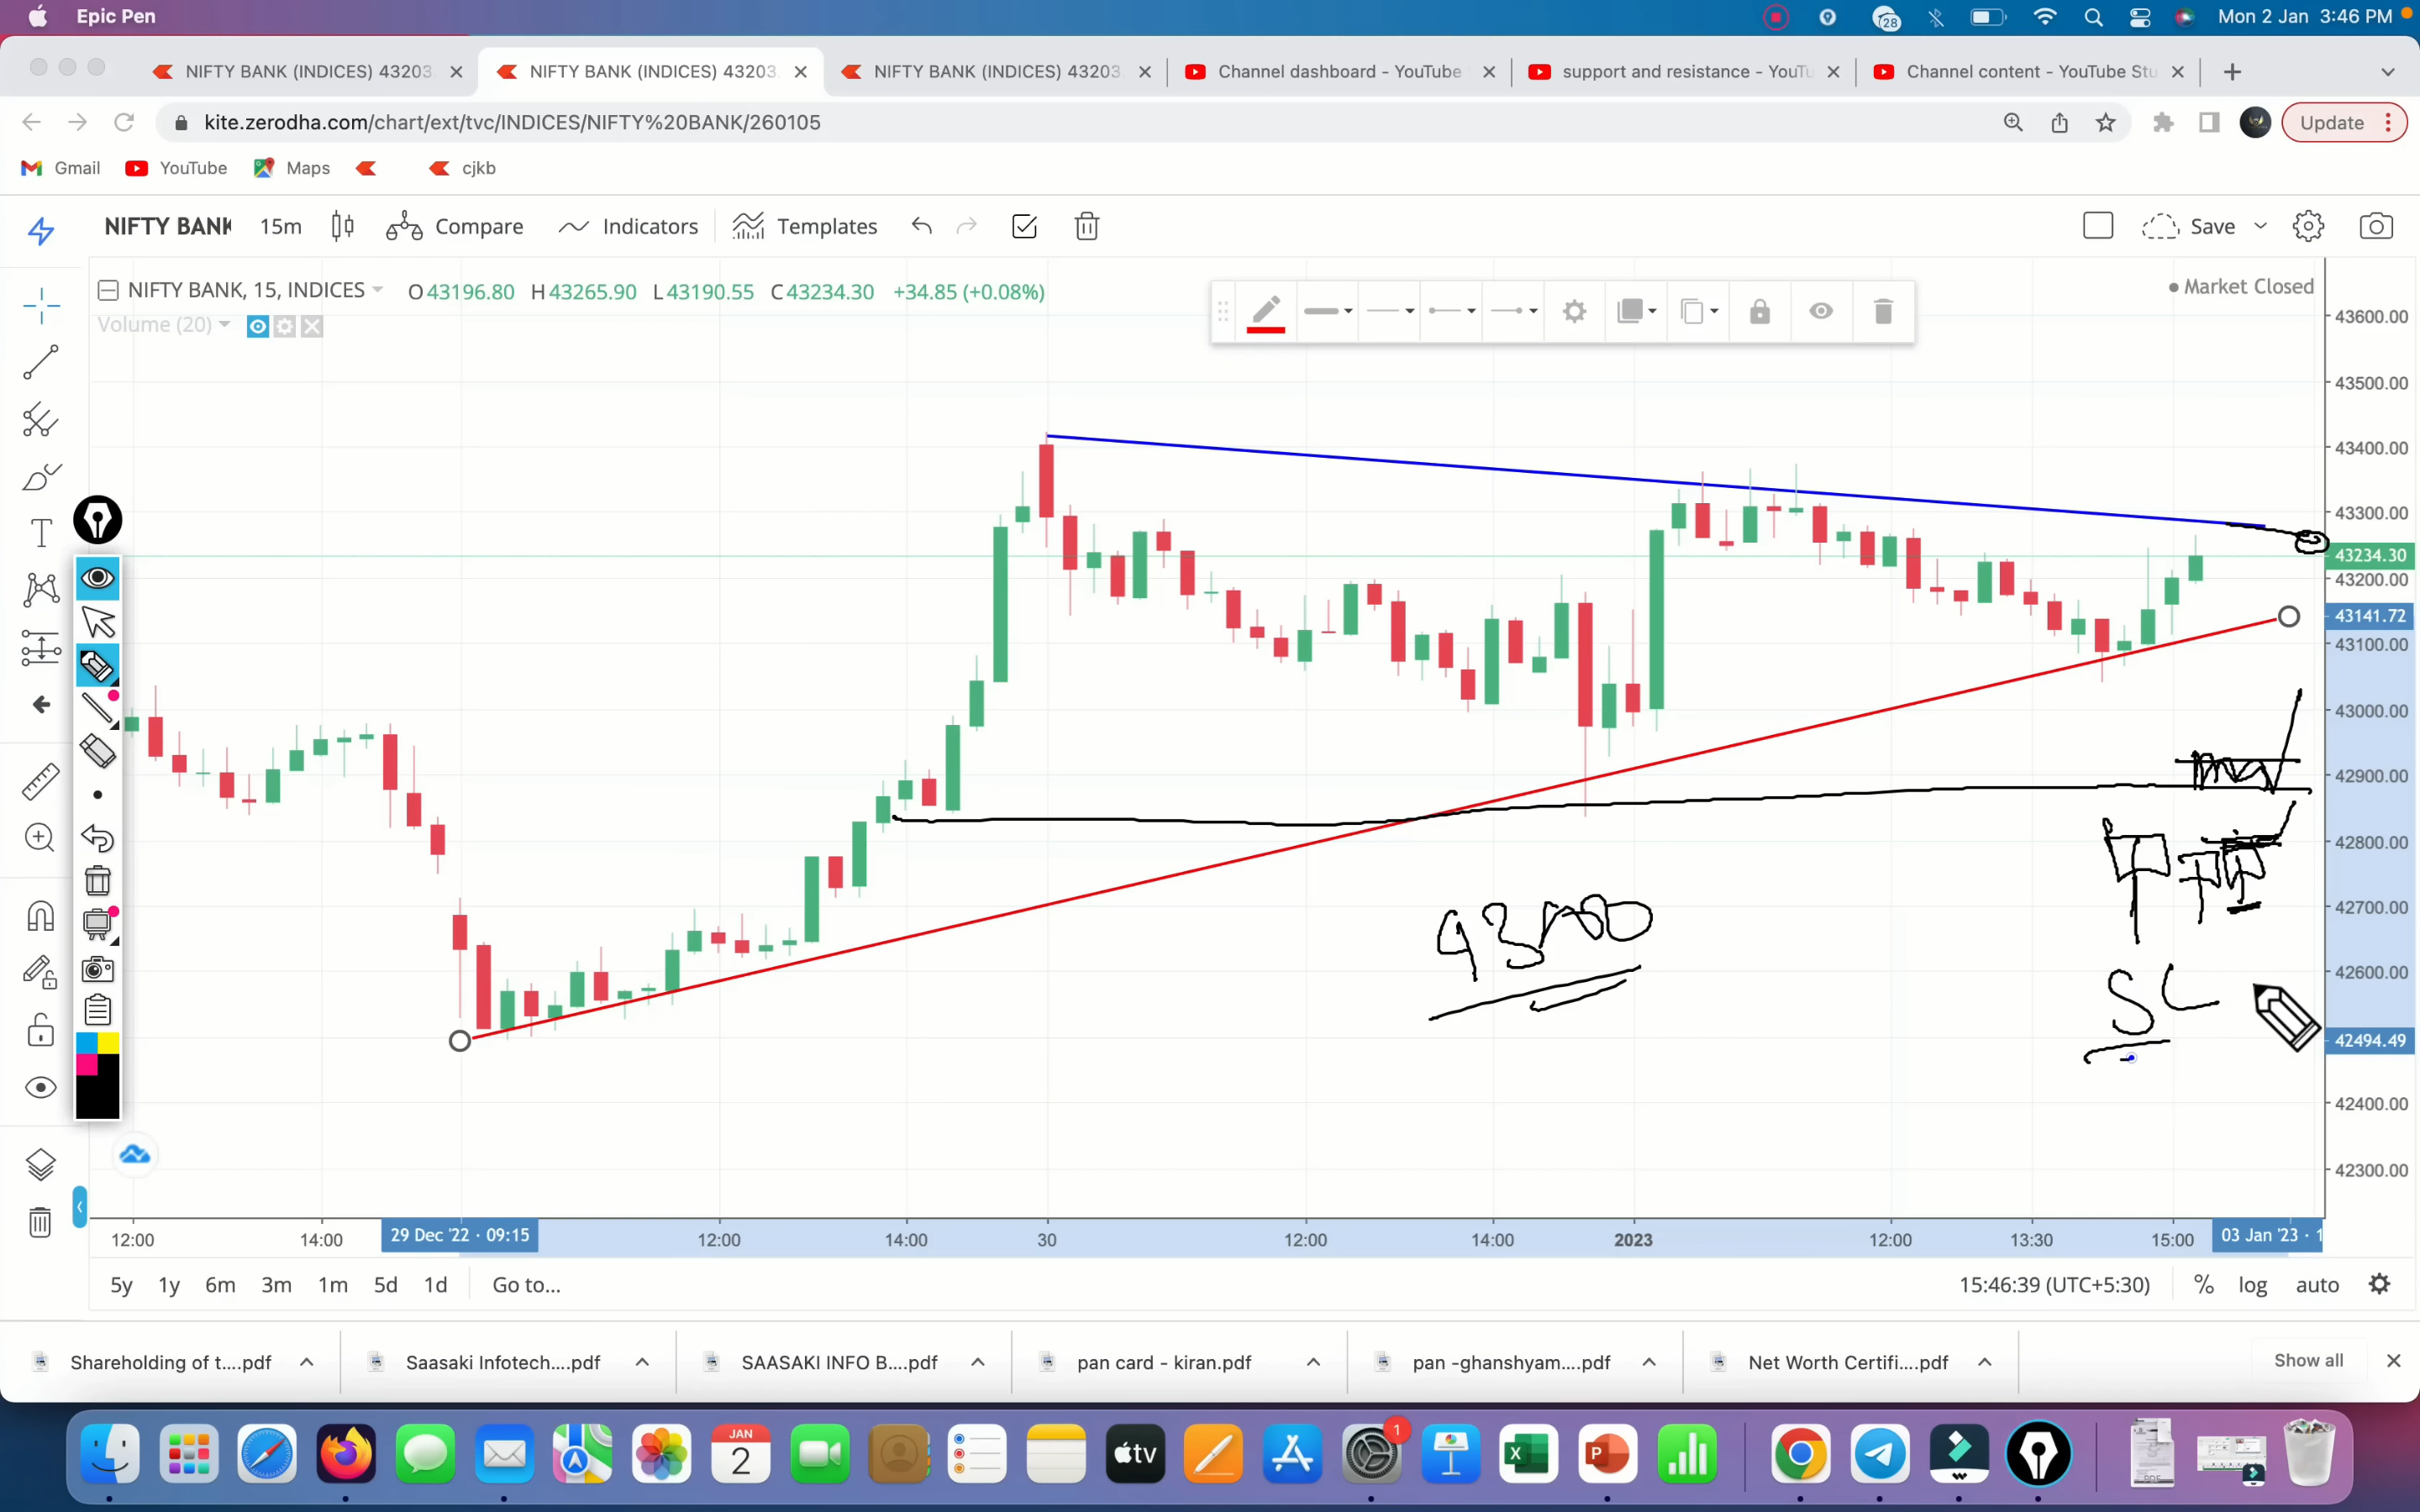 Epic Pen
28
Mon 2 Jan 3:46 PM
NIFTY BANK (INDICES) 43203.
NIFTY BANK (INDICES) 43203.
NIFTY BANK (INDICES) 43203.
Channel dashboard - YouTube
support and resistance - YouTu
Channel content - YouTube Stu
kite.zerodha.com/chart/ext/tvc/INDICES/NIFTY%20BANK/260105
Update
Gmail
YouTube
Maps
cjkb
NIFTY BANK
15m
Compare
Indicators
Templates
Save
NIFTY BANK, 15, INDICES
O43196.80 H43265.90 L43190.55 C43234.30 +34.85 (+0.08%)
Market Closed
Volume (20)
43600.00
43500.00
43400.00
43300.00
43234.30
43200.00
43141.72
43100.00
43000.00
42900.00
42800.00
42700.00
42600.00
42494.49
42400.00
42300.00
SL
12:00
14:00
29 Dec '22 · 09:15
12:00
14:00
30
12:00
14:00
2023
12:00
13:30
15:00
03 Jan '23 · 1
5y
1y
6m
3m
1m
5d
1d
Go to...
15:46:39 (UTC+5:30)
%
log
auto
Shareholding of t....pdf
Saasaki Infotech....pdf
SAASAKI INFO B....pdf
pan card - kiran.pdf
pan -ghanshyam....pdf
Net Worth Certifi....pdf
Show all
JAN
2
tv
1
X
P
PDF